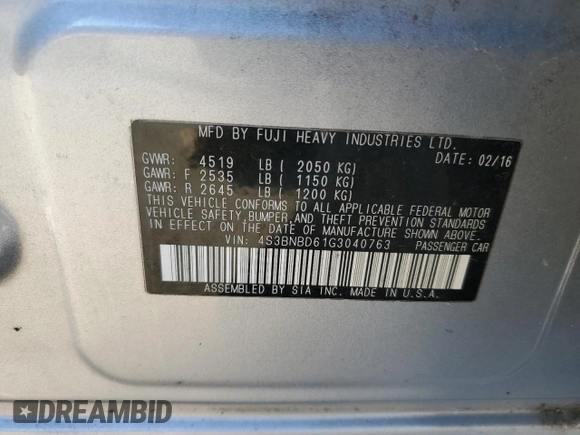 MFD BY FUJI HEAVY INDUSTRIES LTD.
GVWR: 4519 LB ( 2050 KG) DATE: 02/16
GAWR: F 2535 LB ( 1150 KG)
GAWR: R 2645 LB ( 1200 KG)
THIS VEHICLE CONFORMS TO ALL APPLICABLE FEDERAL MOTOR
VEHICLE SAFETY,BUMPER,AND THEFT PREVENTION STANDARDS
IN EFFECT ON THE DATE OF MANUFACTURE SHOWN ABOVE.
VIN: 4S3BNBD61G3040763 PASSENGER CAR
ASSEMBLED BY SIA INC. MADE IN U.S.A.
DREAMBID